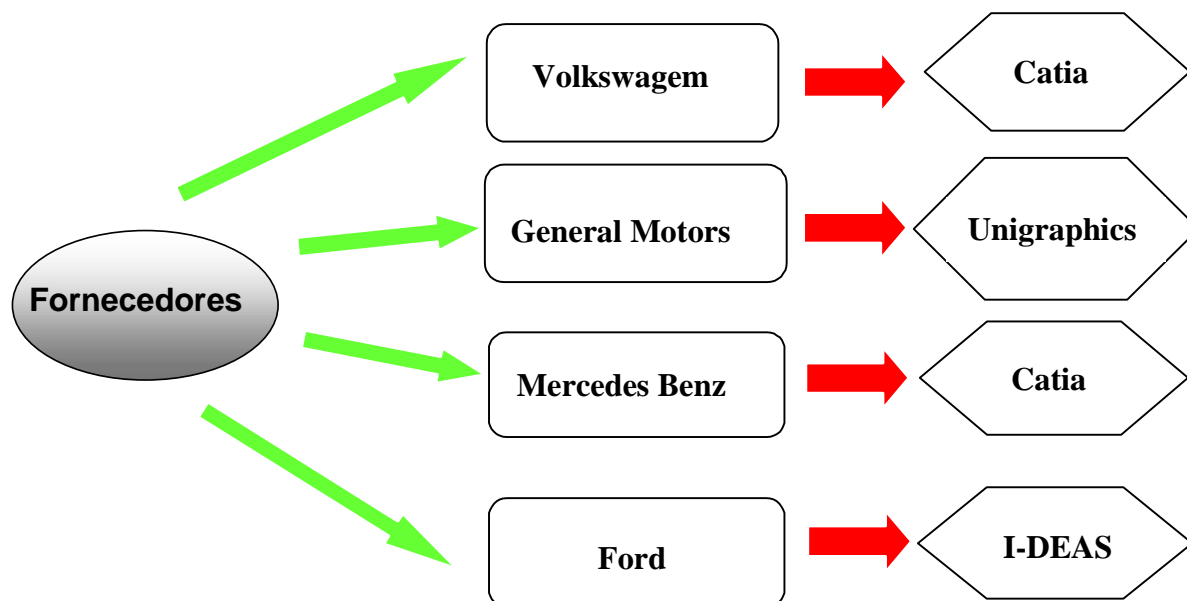 Volkswagem
Catia
General Motors
Unigraphics
Fornecedores
Mercedes Benz
Catia
Ford
I-DEAS